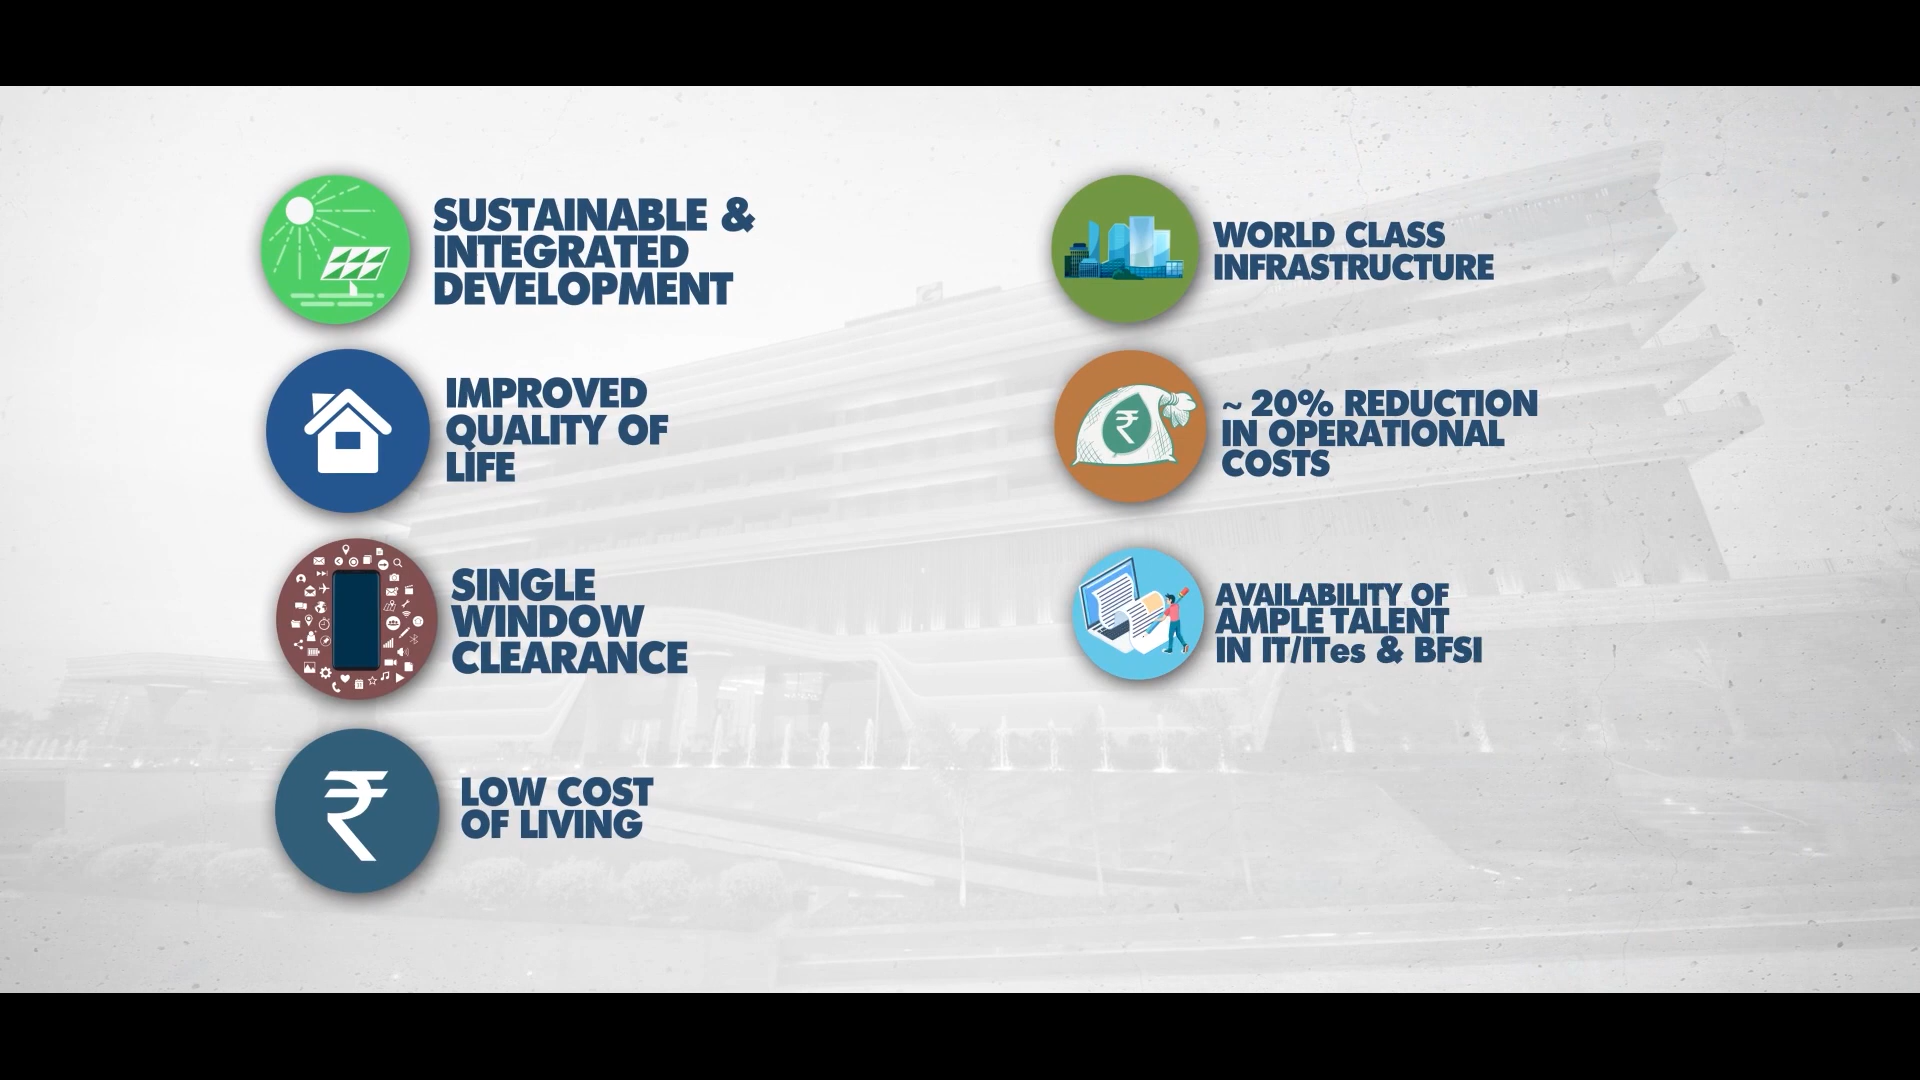 SUSTAINABLE &
INTEGRATED
DEVELOPMENT
IMPROVED
QUALITY OF
LIFE
SINGLE
WINDOW
CLEARANCE
₹
LOW COST
OF LIVING
WORLD CLASS
INFRASTRUCTURE
₹
~ 20% REDUCTION
IN OPERATIONAL
COSTS
AVAILABILITY OF
AMPLE TALENT
IN IT/ITes & BFSI